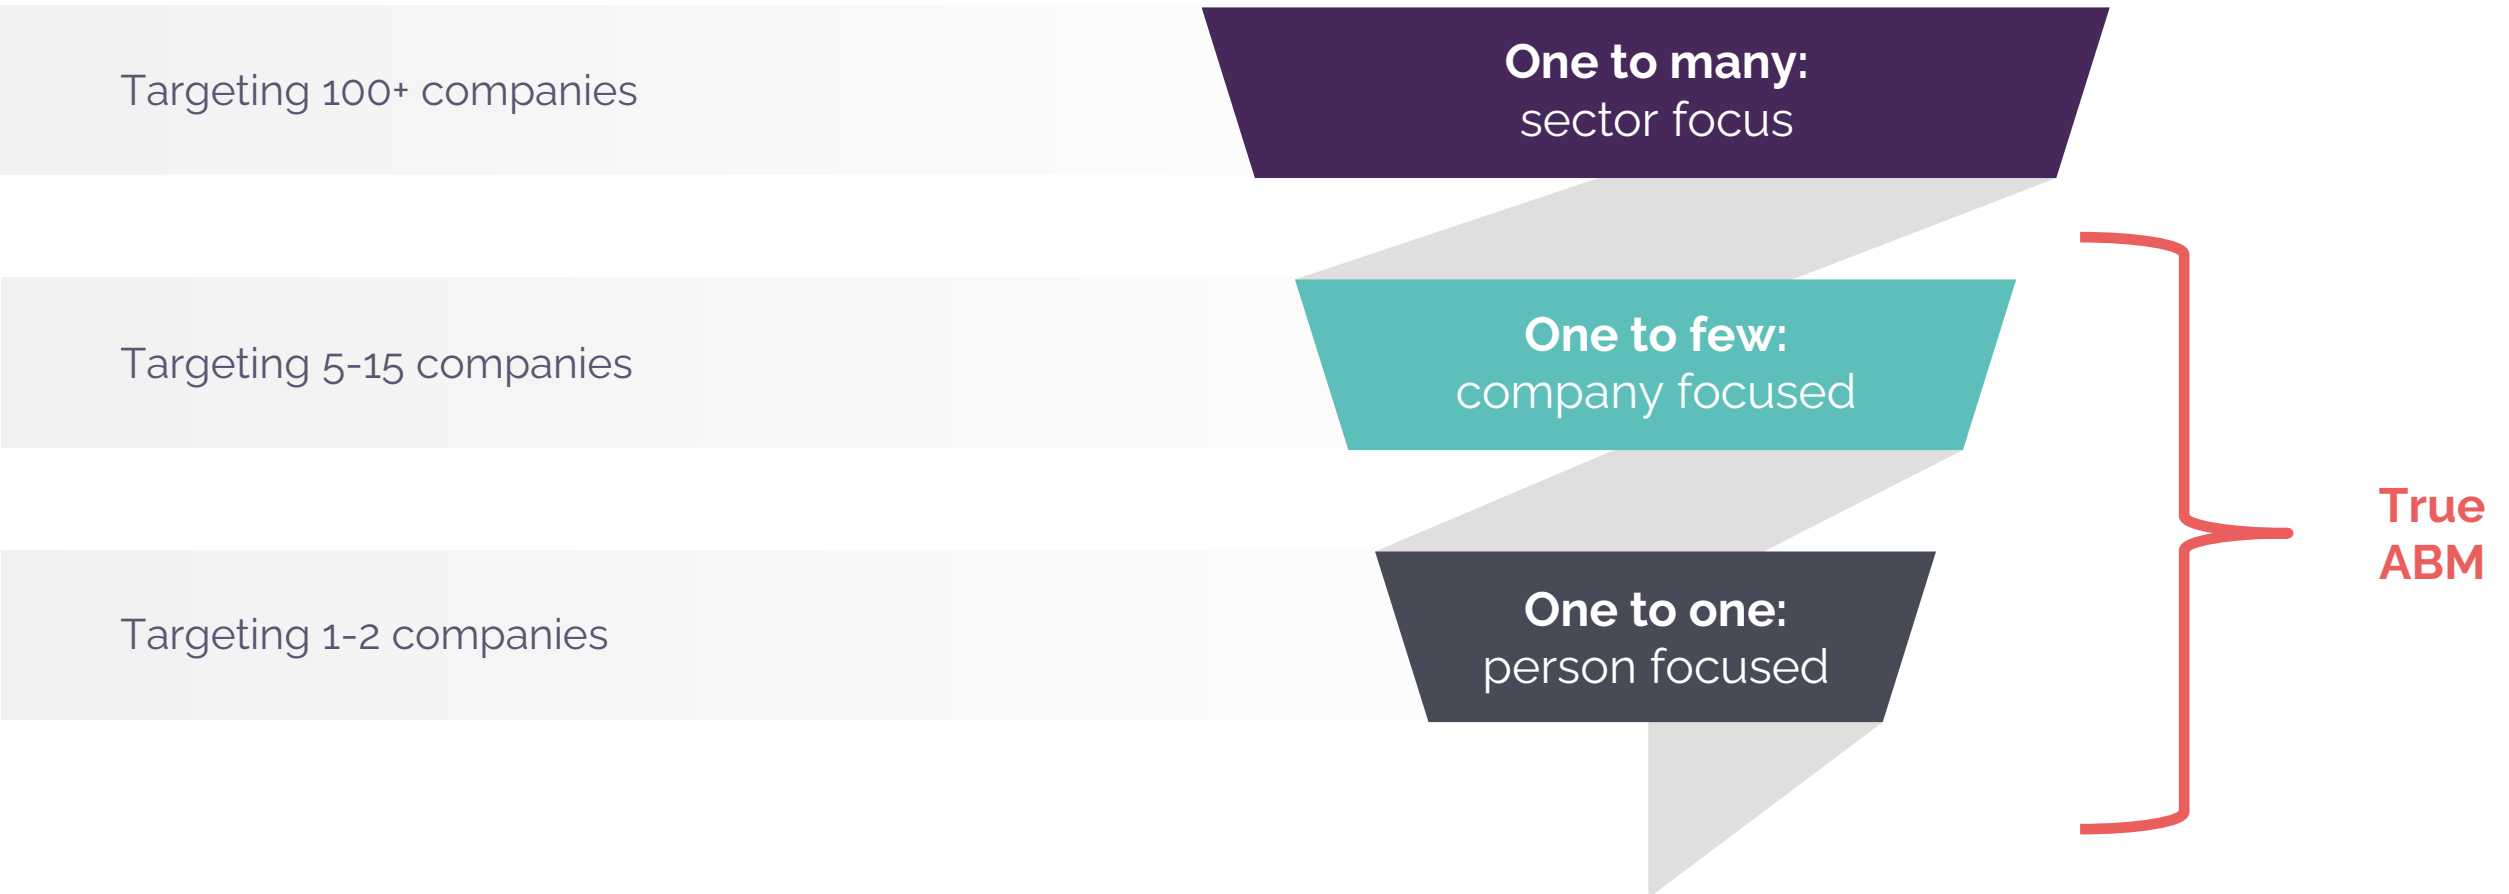 Targeting 100+ companies
One to many:
sector focus
Targeting 5-15 companies
One to few:
company focused
True
ABM
Targeting 1-2 companies
One to one:
person focused